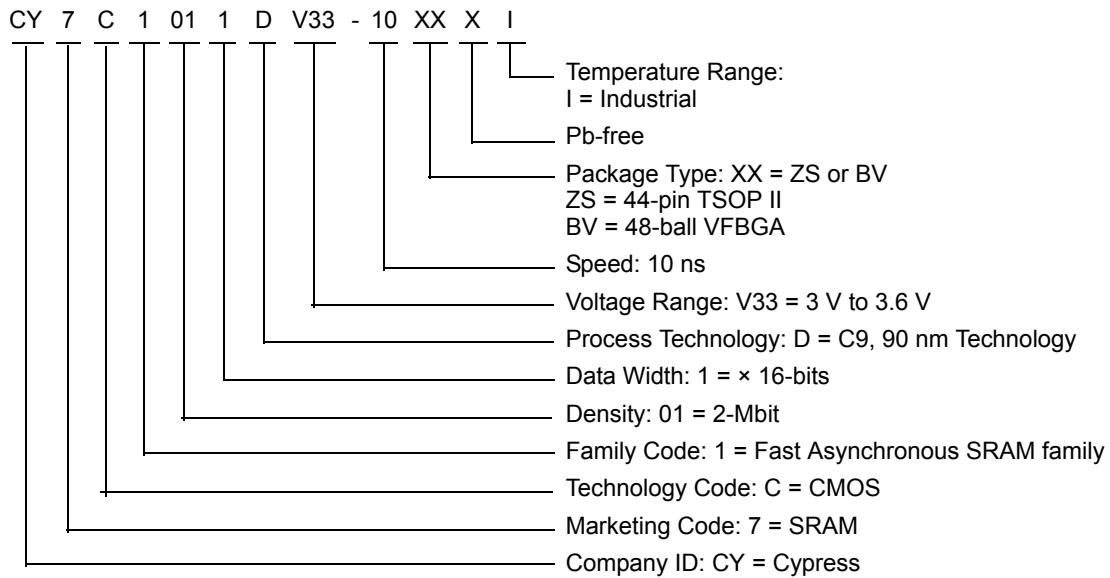 CY 7 C 1 01 1 D V33 - 10 XX X I
Temperature Range:
I = Industrial
Pb-free
Package Type: XX = ZS or BV
ZS = 44-pin TSOP II
BV = 48-ball VFBGA
Speed: 10 ns
Voltage Range: V33 = 3 V to 3.6 V
Process Technology: D = C9, 90 nm Technology
Data Width: 1 = × 16-bits
Density: 01 = 2-Mbit
Family Code: 1 = Fast Asynchronous SRAM family
Technology Code: C = CMOS
Marketing Code: 7 = SRAM
Company ID: CY = Cypress